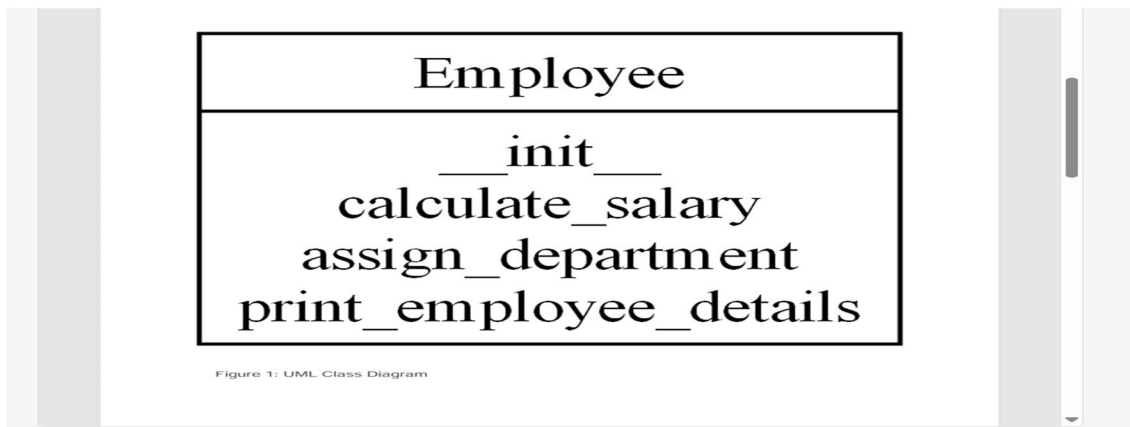 Employee
__init__
calculate_salary
assign_department
print_employee_details
Figure 1: UML Class Diagram